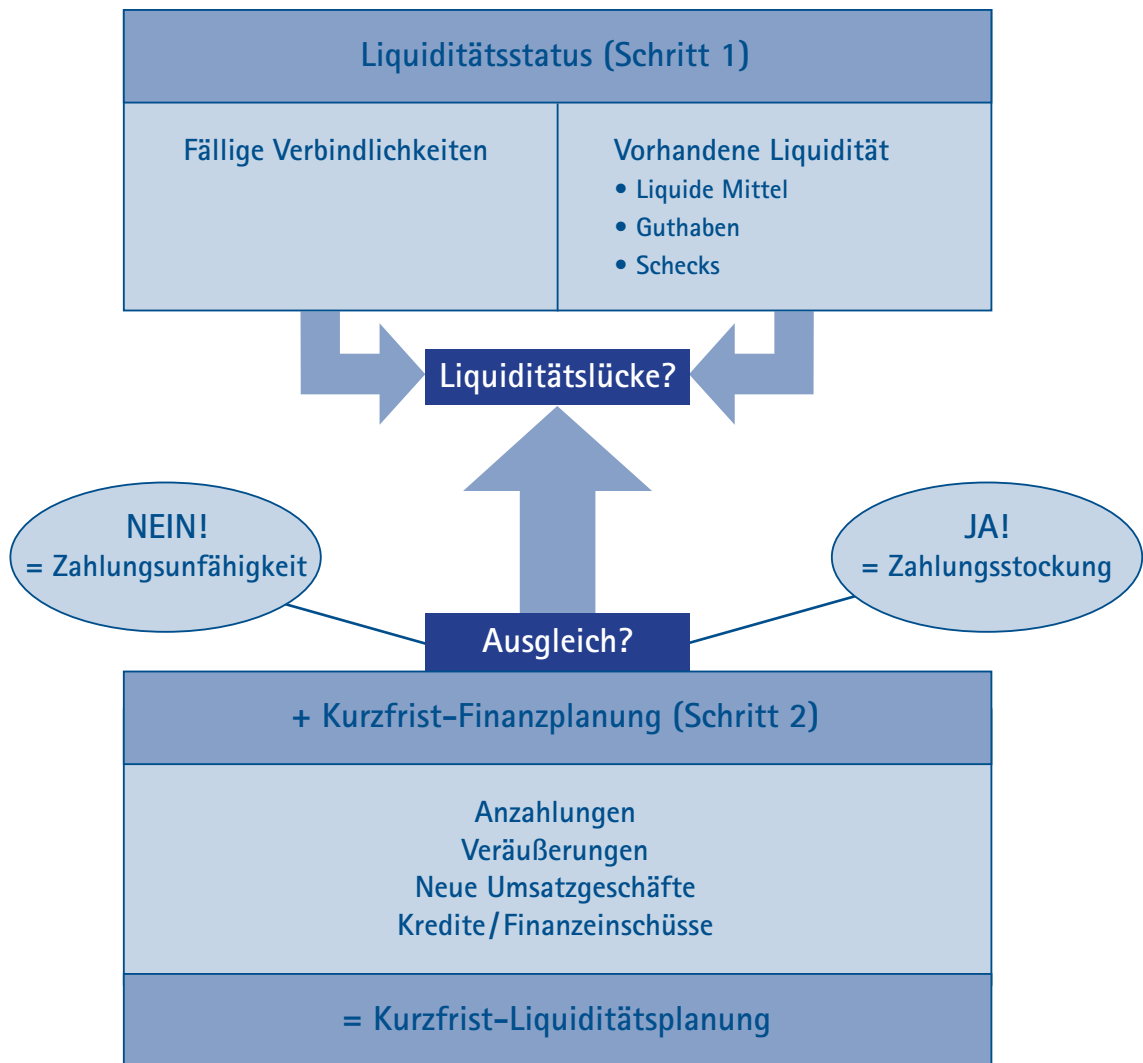 Liquiditätsstatus (Schritt 1)
Fällige Verbindlichkeiten
Vorhandene Liquidität
• Liquide Mittel
• Guthaben
• Schecks
Liquiditätslücke?
NEIN!
= Zahlungsunfähigkeit
JA!
= Zahlungsstockung
Ausgleich?
+ Kurzfrist-Finanzplanung (Schritt 2)
Anzahlungen
Veräußerungen
Neue Umsatzgeschäfte
Kredite/Finanzeinschüsse
= Kurzfrist-Liquiditätsplanung